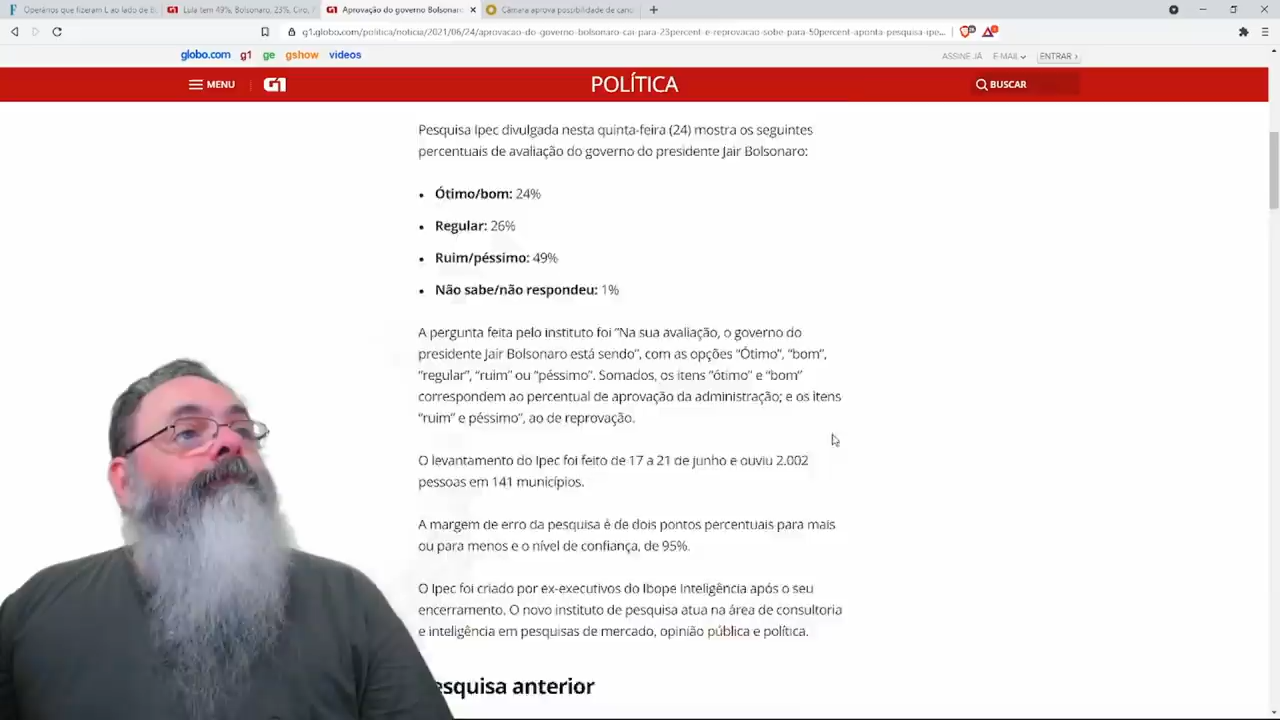 Operários que fizeram L ao lado de B
Lula tem 49%, Bolsonaro, 23%, Ciro,
Aprovação do governo Bolsonaro
Câmara aprova possibilidade de
g1.globo.com/politica/noticia/2021/06/24/aprovacao-do-governo-bolsonaro-cai-para-23percent-e-reprovacao-sobe-para-50percent-aponta-pesquisa-ipe...
globo.com g1 ge gshow videos
ASSINE JÁ E-MAIL ENTRAR ›
MENU G1 POLÍTICA BUSCAR
Pesquisa Ipec divulgada nesta quinta-feira (24) mostra os seguintes
percentuais de avaliação do governo do presidente Jair Bolsonaro:
• Ótimo/bom: 24%
• Regular: 26%
• Ruim/péssimo: 49%
• Não sabe/não respondeu: 1%
A pergunta feita pelo instituto foi "Na sua avaliação, o governo do
presidente Jair Bolsonaro está sendo", com as opções "Ótimo", "bom",
"regular", "ruim" ou "péssimo". Somados, os itens "ótimo" e "bom"
correspondem ao percentual de aprovação da administração; e os itens
"ruim" e péssimo", ao de reprovação.
O levantamento do Ipec foi feito de 17 a 21 de junho e ouviu 2.002
pessoas em 141 municípios.
A margem de erro da pesquisa é de dois pontos percentuais para mais
ou para menos e o nível de confiança, de 95%.
O Ipec foi criado por ex-executivos do Ibope Inteligência após o seu
encerramento. O novo instituto de pesquisa atua na área de consultoria
e inteligência em pesquisas de mercado, opinião pública e política.
esquisa anterior